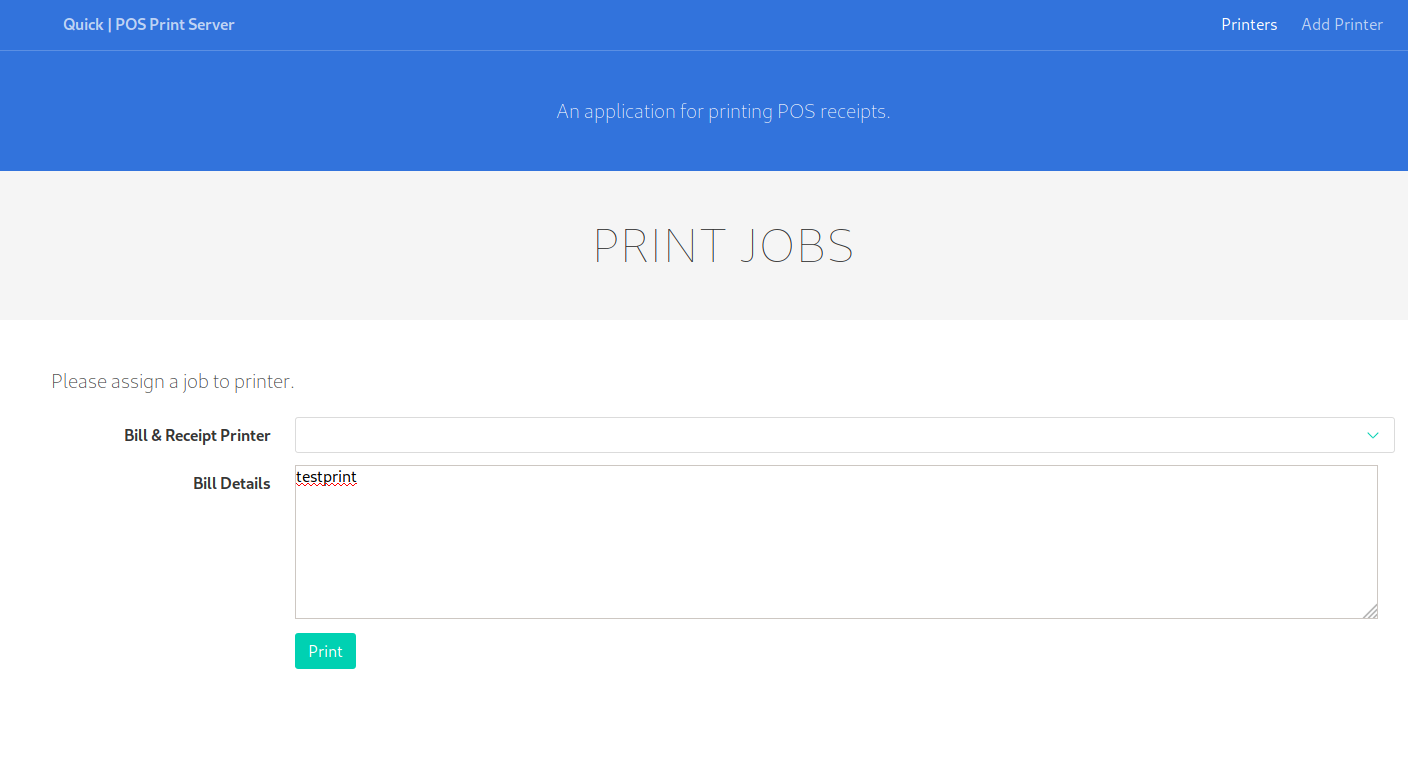 Quick | POS Print Server
Printers
Add Printer
An application for printing POS receipts.
PRINT JOBS
Please assign a job to printer.
Bill & Receipt Printer
Bill Details
testprint
Print